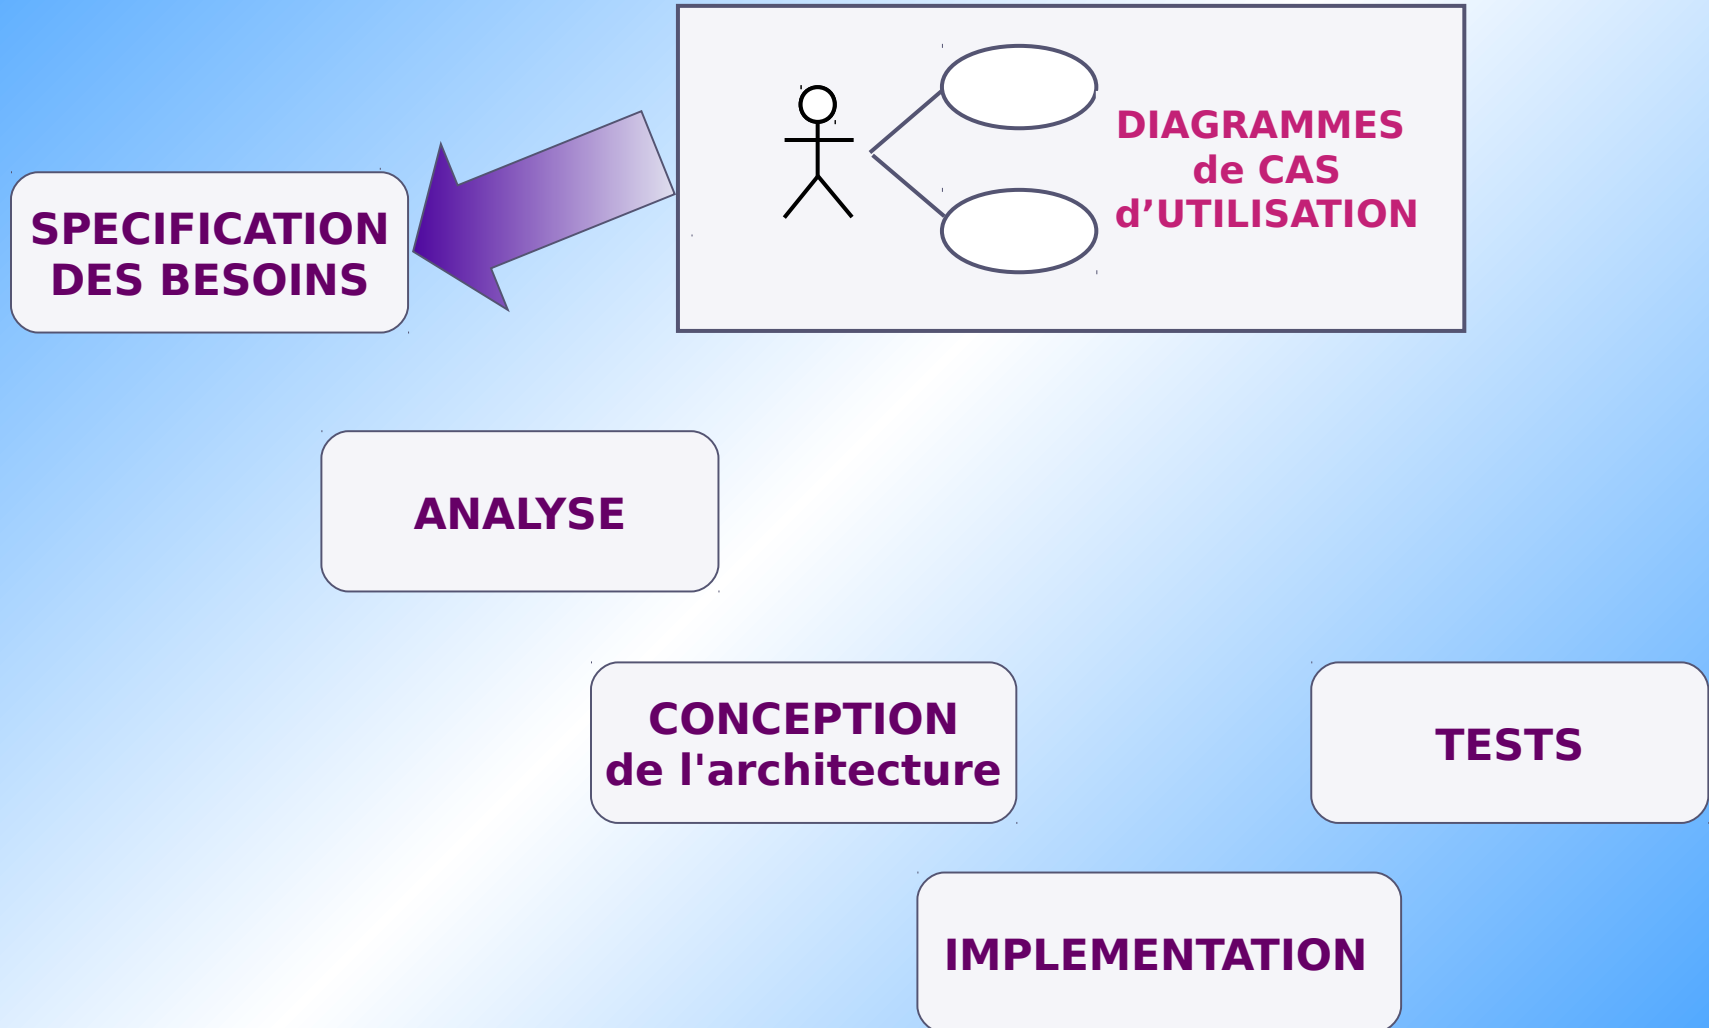 DIAGRAMMES
de CAS
d’UTILISATION
SPECIFICATION
DES BESOINS
ANALYSE
CONCEPTION
de l'architecture
TESTS
IMPLEMENTATION